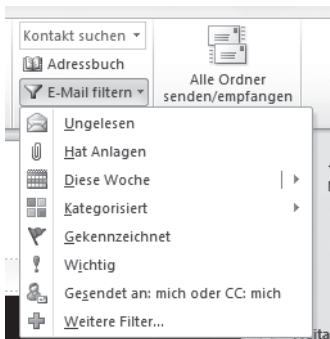 Kontakt suchen
Adressbuch
E-Mail filtern
Alle Ordner
senden/empfangen
Ungelesen
Hat Anlagen
Diese Woche
Kategorisiert
Gekennzeichnet
Wichtig
Gesendet an: mich oder CC: mich
Weitere Filter...